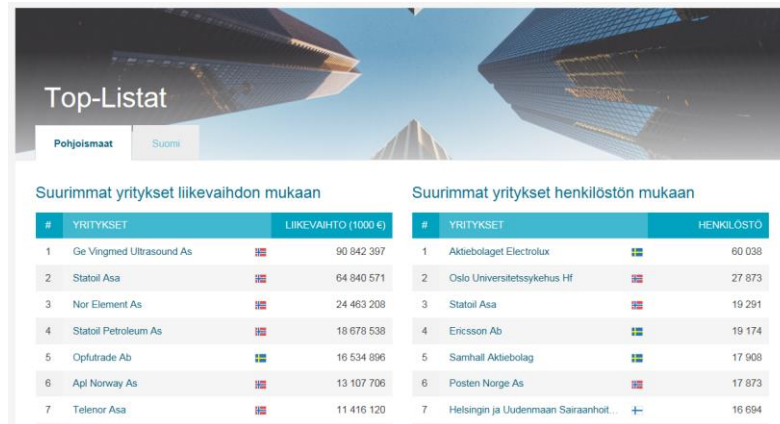 Top-Listat
Pohjoismaat Suomi
Suurimmat yritykset liikevaihdon mukaan
# YRITYKSET LIIKEVAIHTO (1000 €)
1 Ge Vingmed Ultrasound As 90 842 397
2 Statoil Asa 64 840 571
3 Nor Element As 24 463 208
4 Statoil Petroleum As 18 678 538
5 Opfutrade Ab 16 534 896
6 Apl Norway As 13 107 706
7 Telenor Asa 11 416 120
Suurimmat yritykset henkilöstön mukaan
# YRITYKSET HENKILÖSTÖ
1 Aktiebolaget Electrolux 60 038
2 Oslo Universitetssykehus Hf 27 873
3 Statoil Asa 19 291
4 Ericsson Ab 19 174
5 Samhall Aktiebolag 17 908
6 Posten Norge As 17 873
7 Helsingin ja Uudenmaan Sairaanhoit... 16 694